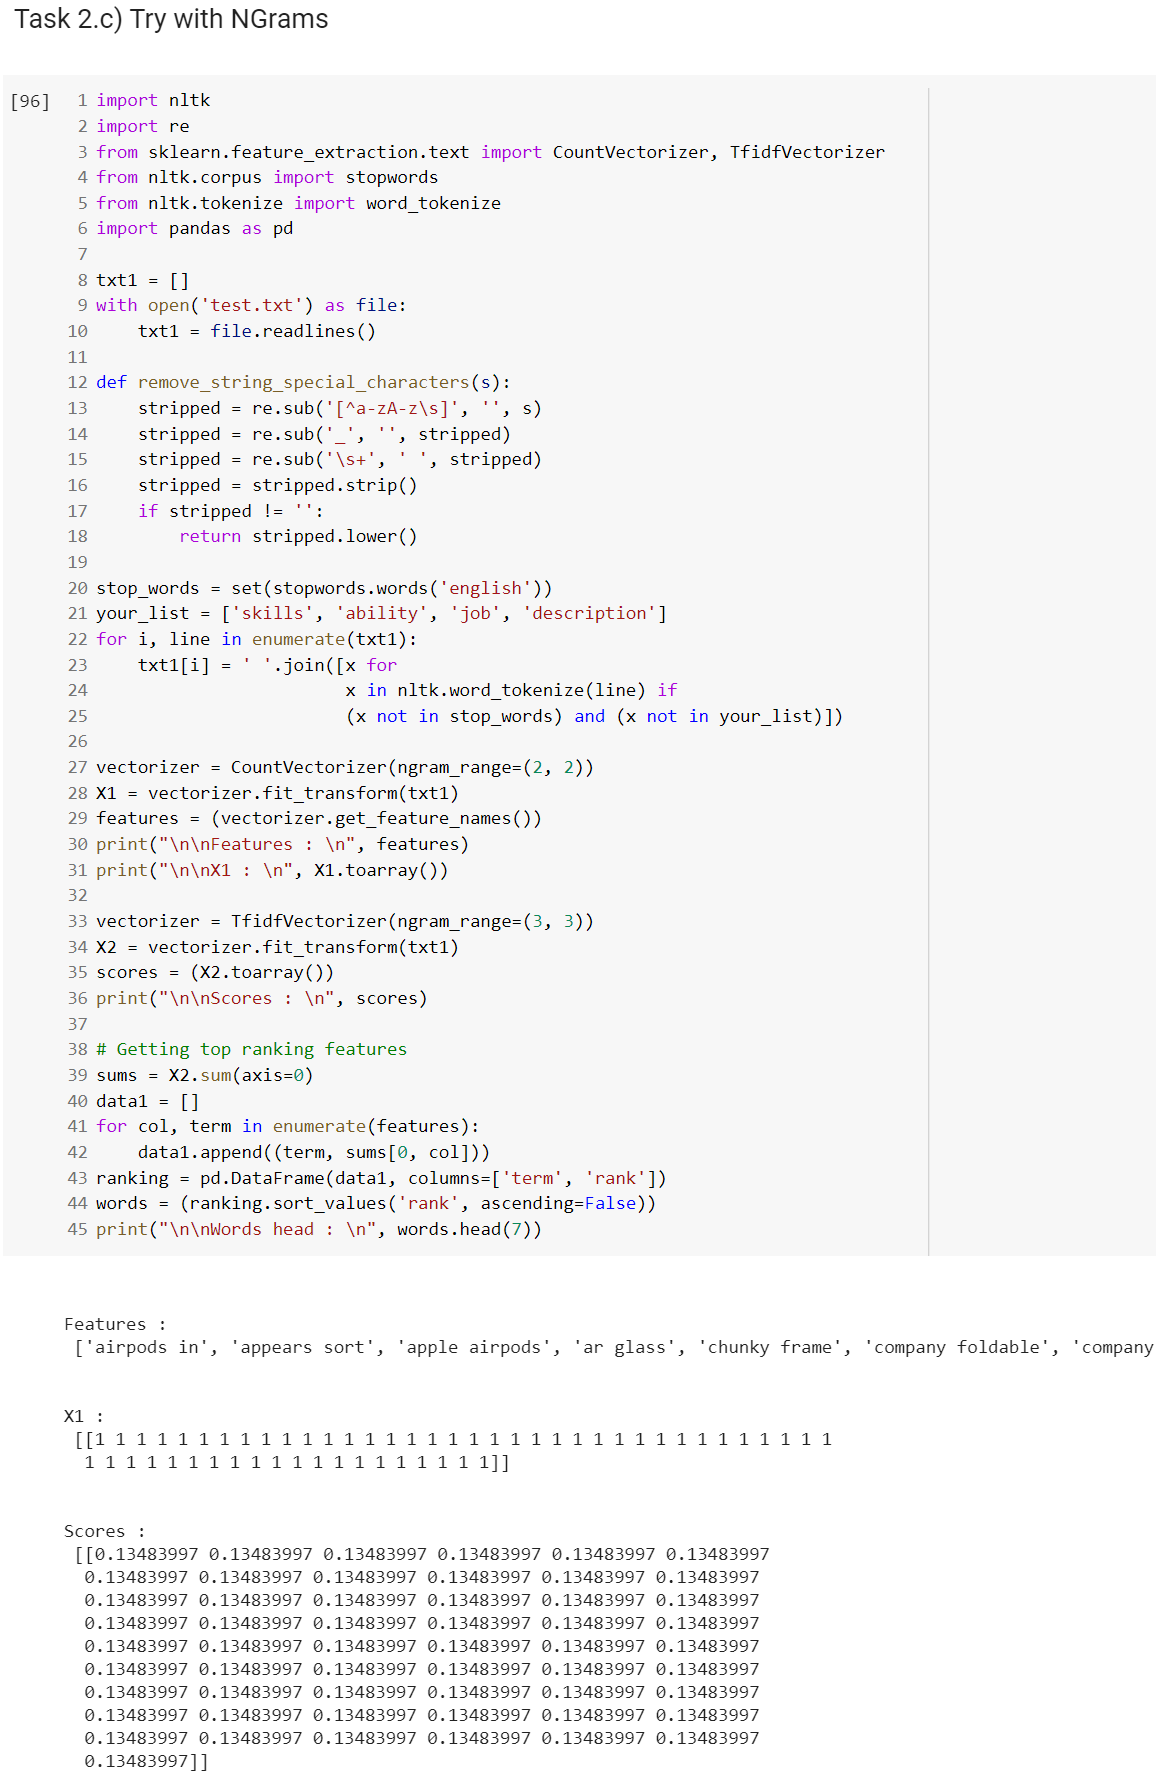 Task 2.c) Try with NGrams
[96] 1 import nltk
2 import re
3 from sklearn.feature_extraction.text import CountVectorizer, TfidfVectorizer
4 from nltk.corpus import stopwords
5 from nltk.tokenize import word_tokenize
6 import pandas as pd
7
8 txt1 = []
9 with open('test.txt') as file:
10     txt1 = file.readlines()
11
12 def remove_string_special_characters(s):
13     stripped = re.sub('[^a-zA-z\s]', '', s)
14     stripped = re.sub('_', '', stripped)
15     stripped = re.sub('\s+', ' ', stripped)
16     stripped = stripped.strip()
17     if stripped != '':
18         return stripped.lower()
19
20 stop_words = set(stopwords.words('english'))
21 your_list = ['skills', 'ability', 'job', 'description']
22 for i, line in enumerate(txt1):
23     txt1[i] = ' '.join([x for
24                         x in nltk.word_tokenize(line) if
25                         (x not in stop_words) and (x not in your_list)])
26
27 vectorizer = CountVectorizer(ngram_range=(2, 2))
28 X1 = vectorizer.fit_transform(txt1)
29 features = (vectorizer.get_feature_names())
30 print("\n\nFeatures : \n", features)
31 print("\n\nX1 : \n", X1.toarray())
32
33 vectorizer = TfidfVectorizer(ngram_range=(3, 3))
34 X2 = vectorizer.fit_transform(txt1)
35 scores = (X2.toarray())
36 print("\n\nScores : \n", scores)
37
38 # Getting top ranking features
39 sums = X2.sum(axis=0)
40 data1 = []
41 for col, term in enumerate(features):
42     data1.append((term, sums[0, col]))
43 ranking = pd.DataFrame(data1, columns=['term', 'rank'])
44 words = (ranking.sort_values('rank', ascending=False))
45 print("\n\nWords head : \n", words.head(7))
Features :
['airpods in', 'appears sort', 'apple airpods', 'ar glass', 'chunky frame', 'company foldable', 'company
X1 :
[[1 1 1 1 1 1 1 1 1 1 1 1 1 1 1 1 1 1 1 1 1 1 1 1 1 1 1 1 1 1 1 1 1 1 1 1
1 1 1 1 1 1 1 1 1 1 1 1 1 1 1 1 1 1 1 1]]
Scores :
[[0.13483997 0.13483997 0.13483997 0.13483997 0.13483997 0.13483997
0.13483997 0.13483997 0.13483997 0.13483997 0.13483997 0.13483997
0.13483997 0.13483997 0.13483997 0.13483997 0.13483997 0.13483997
0.13483997 0.13483997 0.13483997 0.13483997 0.13483997 0.13483997
0.13483997 0.13483997 0.13483997 0.13483997 0.13483997 0.13483997
0.13483997 0.13483997 0.13483997 0.13483997 0.13483997 0.13483997
0.13483997 0.13483997 0.13483997 0.13483997 0.13483997 0.13483997
0.13483997 0.13483997 0.13483997 0.13483997 0.13483997 0.13483997
0.13483997 0.13483997 0.13483997 0.13483997 0.13483997 0.13483997
0.13483997]]